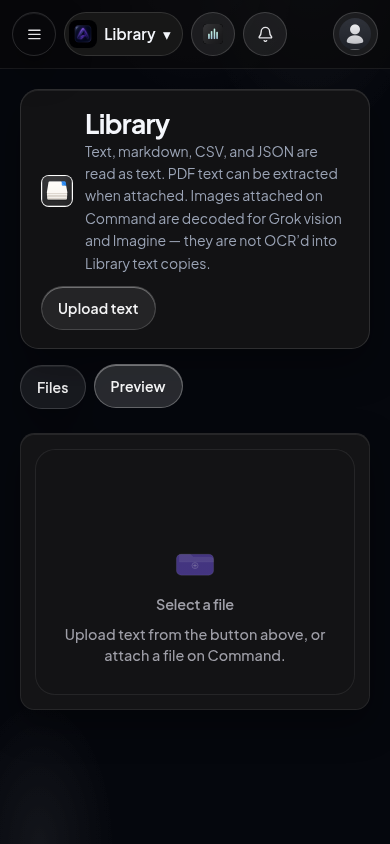 Library ▾
Library
Text, markdown, CSV, and JSON are
read as text. PDF text can be extracted
when attached. Images attached on
Command are decoded for Grok vision
and Imagine — they are not OCR'd into
Library text copies.
Upload text
Files
Preview
Select a file
Upload text from the button above, or
attach a file on Command.